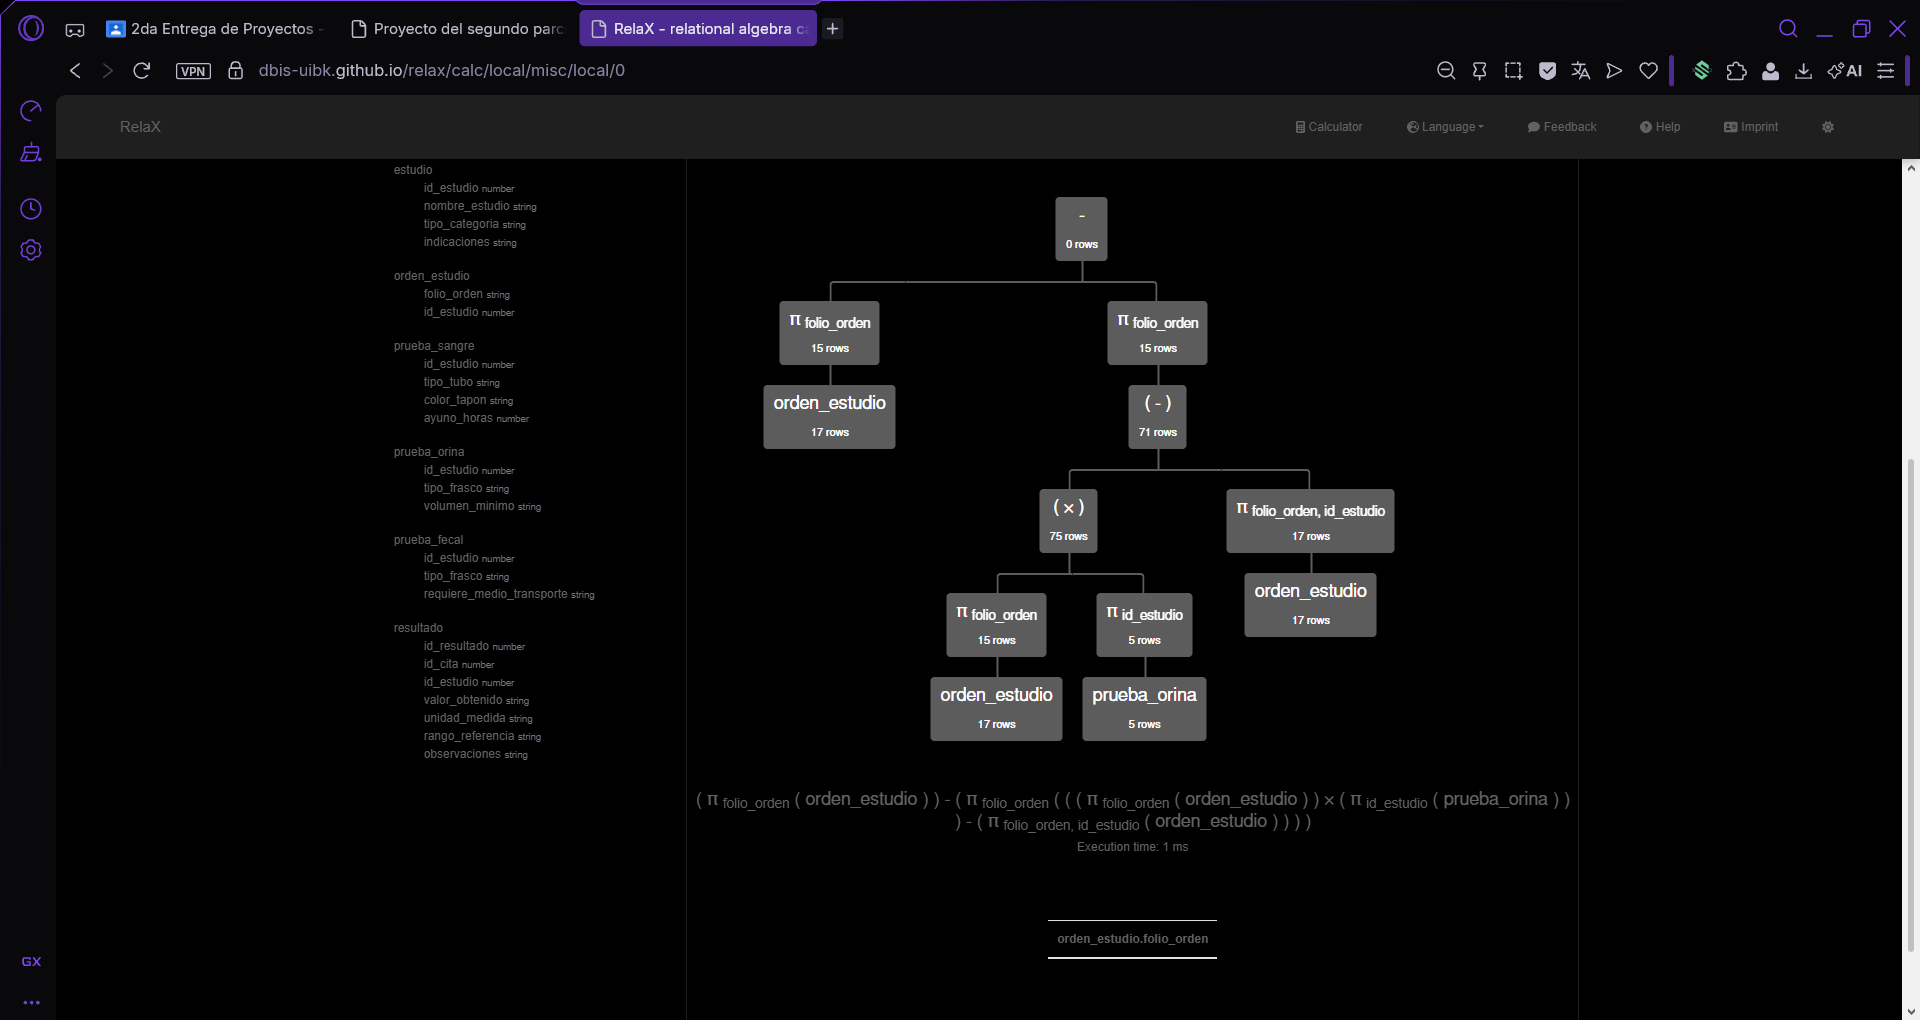 2da Entrega de Proyectos -
Proyecto del segundo parc
RelaX - relational algebra ca
VPN
dbis-uibk.github.io/relax/calc/local/misc/local/0
AI
RelaX
Calculator
Language
Feedback
Help
Imprint
estudio
id_estudio number
nombre_estudio string
tipo_categoria string
indicaciones string
orden_estudio
folio_orden string
id_estudio number
prueba_sangre
id_estudio number
tipo_tubo string
color_tapon string
ayuno_horas number
prueba_orina
id_estudio number
tipo_frasco string
volumen_minimo string
prueba_fecal
id_estudio number
tipo_frasco string
requiere_medio_transporte string
resultado
id_resultado number
id_cita number
id_estudio number
valor_obtenido string
unidad_medida string
rango_referencia string
observaciones string
-
0 rows
π folio_orden
15 rows
π folio_orden
15 rows
orden_estudio
17 rows
( - )
71 rows
( × )
75 rows
π folio_orden, id_estudio
17 rows
orden_estudio
17 rows
π folio_orden
15 rows
π id_estudio
5 rows
orden_estudio
17 rows
prueba_orina
5 rows
( π folio_orden ( orden_estudio ) ) - ( π folio_orden ( ( ( π folio_orden ( orden_estudio ) ) × ( π id_estudio ( prueba_orina ) )
) - ( π folio_orden, id_estudio ( orden_estudio ) ) ) )
Execution time: 1 ms
orden_estudio.folio_orden
GX